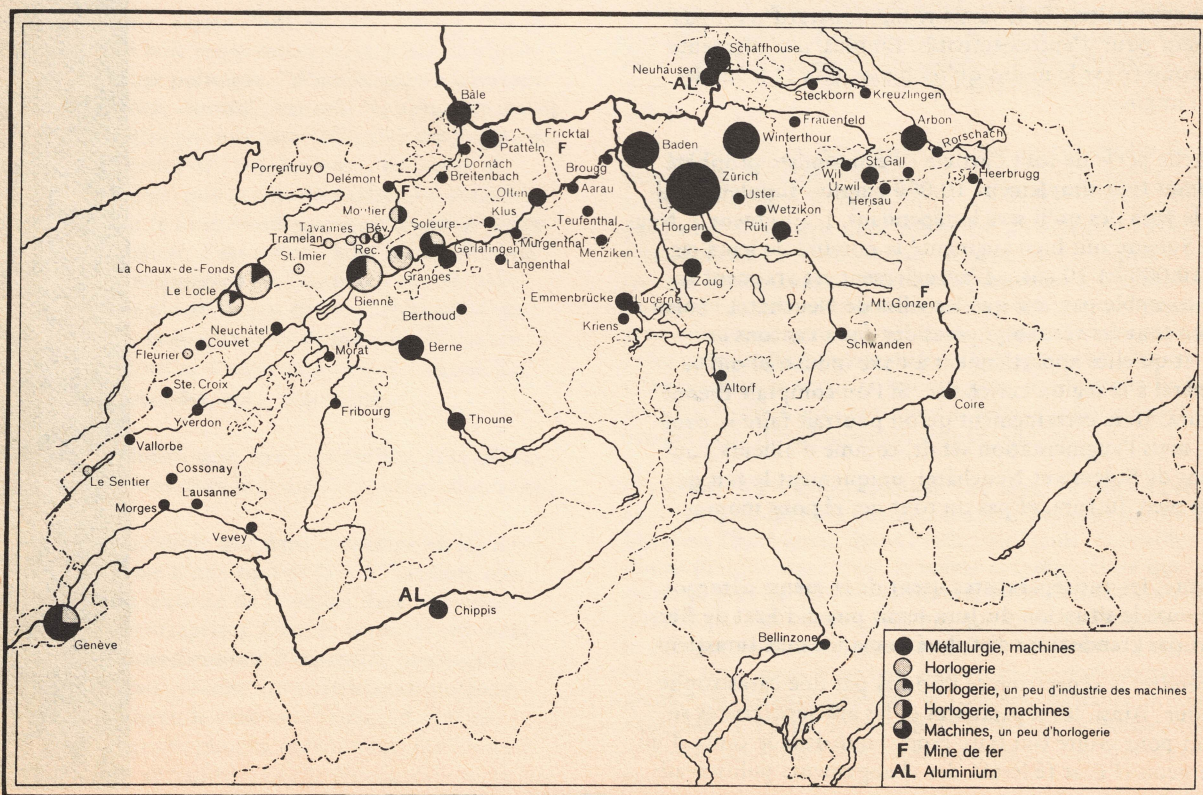 Schaffhouse
Neuhausen
AL
Steckborn
Kreuzlingen
Bâle
Fricktal
F
Pratteln
Dornach
Breitenbach
Baden
Winterthour
Frauenfeld
Arbon
Rorschach
Brougg
Porrentruy
Delémont
F
Olten
Aarau
Zürich
Wil
St. Gall
Uzwil
Herisau
Heerbrugg
Moutier
Soleure
Klus
Teufenthal
Uster
Wetzikon
Tavannes
Bév.
Tramelan
Rec.
Murgenthal
Horgen
Rüti
St. Imier
Gerlafingen
Langenthal
Menziken
La Chaux-de-Fonds
Granges
Bienne
Zoug
Le Locle
Emmenbrücke
Lucerne
F
Mt. Gonzen
Berthoud
Kriens
Neuchâtel
Couvet
Fleurier
Morat
Berne
Schwanden
Ste. Croix
Altorf
Yverdon
Fribourg
Thoune
Coire
Vallorbe
Le Sentier
Cossonay
Lausanne
Morges
Vevey
AL
Chippis
Genève
Bellinzone
Métallurgie, machines
Horlogerie
Horlogerie, un peu d'industrie des machines
Horlogerie, machines
Machines, un peu d'horlogerie
F Mine de fer
AL Aluminium